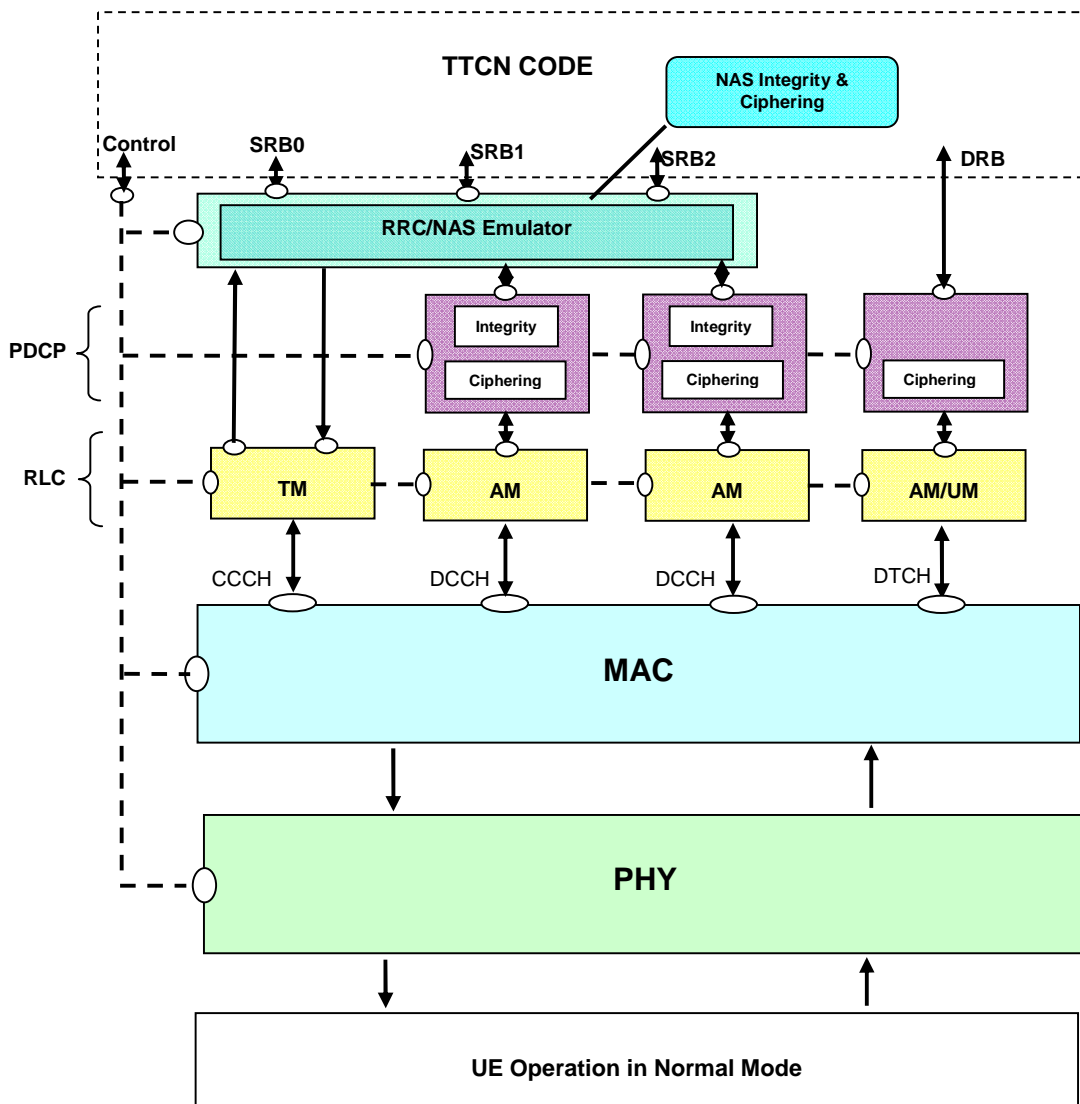 TTCN CODE
NAS Integrity &
Ciphering
Control
SRB0
SRB1
SRB2
DRB
RRC/NAS Emulator
PDCP
Integrity
Integrity
Ciphering
Ciphering
Ciphering
RLC
TM
AM
AM
AM/UM
CCCH
DCCH
DCCH
DTCH
MAC
PHY
UE Operation in Normal Mode